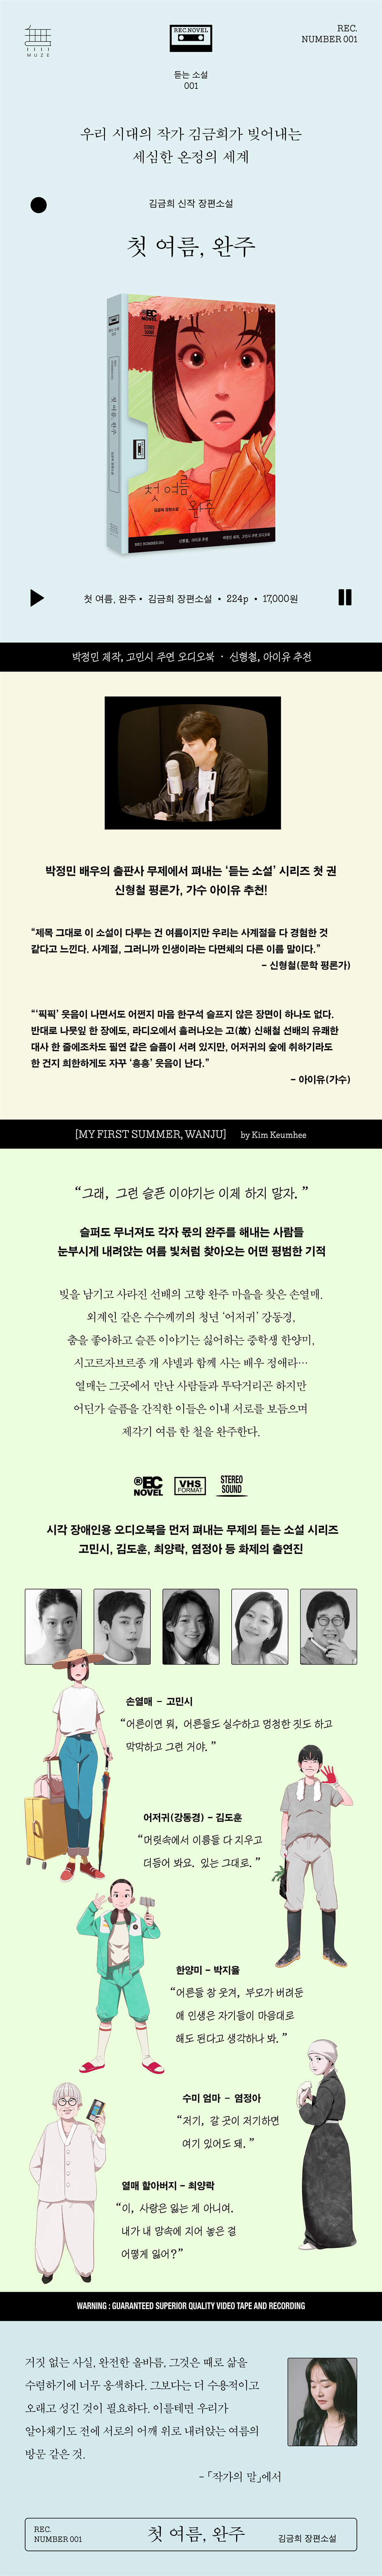 MUZE
REC.NOVEL
REC.
NUMBER 001
듣는 소설
001
우리 시대의 작가 김금희가 빚어내는
세심한 온정의 세계
김금희 신작 장편소설
첫 여름, 완주
REC
NOVEL
STEREO
SOUND
첫 여름, 완주
첫 여름,
완주
김금희 장편소설
REC. NUMBER 001
신형철, 아이유 추천
박정민 제작, 고민시 주연 오디오북
첫 여름, 완주 • 김금희 장편소설 • 224p • 17,000원
박정민 제작, 고민시 주연 오디오북 · 신형철, 아이유 추천
박정민 배우의 출판사 무제에서 펴내는 ‘듣는 소설’ 시리즈 첫 권
신형철 평론가, 가수 아이유 추천!
“제목 그대로 이 소설이 다루는 건 여름이지만 우리는 사계절을 다 경험한 것
같다고 느낀다. 사계절, 그러니까 인생이라는 다면체의 다른 이름 말이다.”
– 신형철(문학 평론가)
“‘픽픽’ 웃음이 나면서도 어쩐지 마음 한구석 슬프지 않은 장면이 하나도 없다.
반대로 나뭇잎 한 장에도, 라디오에서 흘러나오는 고(故) 신해철 선배의 유쾌한
대사 한 줄에조차도 필연 같은 슬픔이 서려 있지만, 어저귀의 숲에 취하기라도
한 건지 희한하게도 자꾸 ‘흥흥’ 웃음이 난다.”
– 아이유(가수)
[MY FIRST SUMMER, WANJU] by Kim Keumhee
“그래, 그런 슬픈 이야기는 이제 하지 말자.”
슬퍼도 무너져도 각자 몫의 완주를 해내는 사람들
눈부시게 내려앉는 여름 빛처럼 찾아오는 어떤 평범한 기적
빚을 남기고 사라진 선배의 고향 완주 마을을 찾은 손열매.
외계인 같은 수수께끼의 청년 ‘어저귀’ 강동경,
춤을 좋아하고 슬픈 이야기는 싫어하는 중학생 한양미,
시고르자브르종 개 샤넬과 함께 사는 배우 정애라…
열매는 그곳에서 만난 사람들과 투닥거리곤 하지만
어딘가 슬픔을 간직한 이들은 이내 서로를 보듬으며
제각기 여름 한 철을 완주한다.
®EC
NOVEL
VHS
FORMAT
STEREO
SOUND
시각 장애인용 오디오북을 먼저 펴내는 무제의 듣는 소설 시리즈
고민시, 김도훈, 최양락, 염정아 등 화제의 출연진
손열매 – 고민시
“어른이면 뭐, 어른들도 실수하고 멍청한 짓도 하고
막막하고 그런 거야.”
어저귀(강동경) – 김도훈
“머릿속에서 이름들 다 지우고
더듬어 봐요. 있는 그대로.”
한양미 – 박지율
“어른들 참 웃겨, 부모가 버려둔
애 인생은 자기들이 마음대로
해도 된다고 생각하나 봐.”
수미 엄마 – 염정아
“저기, 갈 곳이 저기하면
여기 있어도 돼.”
열매 할아버지 – 최양락
“이, 사랑은 잃는 게 아니여.
내가 내 맘속에 지어 놓은 걸
어떻게 잃어?”
WARNING : GUARANTEED SUPERIOR QUALITY VIDEO TAPE AND RECORDING
거짓 없는 사실, 완전한 올바름, 그것은 때로 삶을
수렴하기에 너무 옹색하다. 그보다는 더 수용적이고
오래고 성긴 것이 필요하다. 이를테면 우리가
알아채기도 전에 서로의 어깨 위로 내려앉는 여름의
방문 같은 것.
– 「작가의 말」에서
REC.
NUMBER 001
첫 여름, 완주
김금희 장편소설